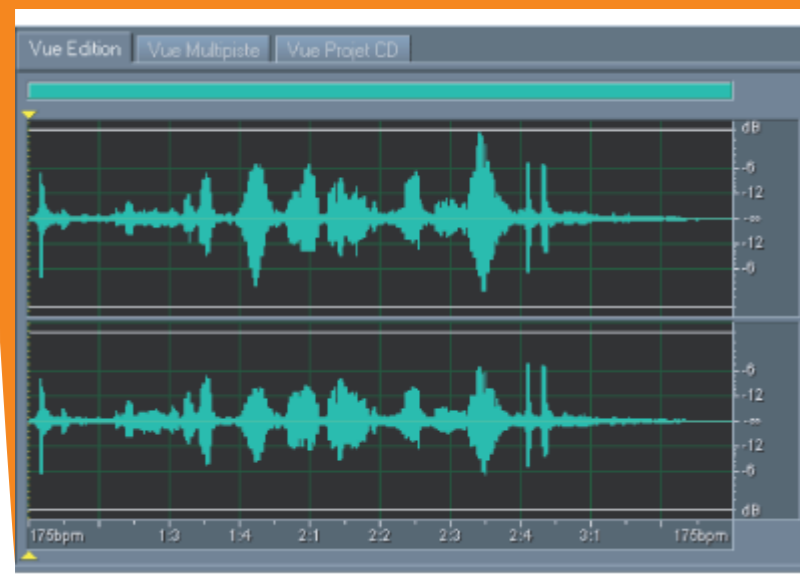 Vue Edition Vue Multipiste Vue Projet CD
dB
-6
-12
-∞
-12
-6
-6
-12
-∞
-12
-6
dB
175bpm 1:3 1:4 2:1 2:2 2:3 2:4 3:1 175bpm